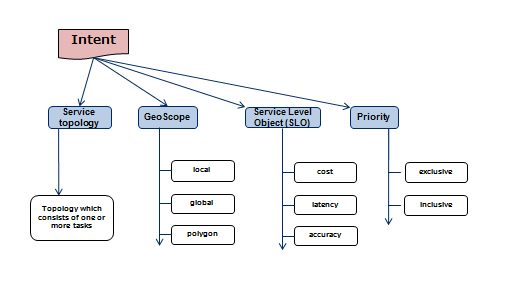 Intent
Service
topology
GeoScope
Service Level
Object (SLO)
Priority
Topology which
consists of one or
more tasks
local
global
polygon
cost
latency
accuracy
exclusive
inclusive